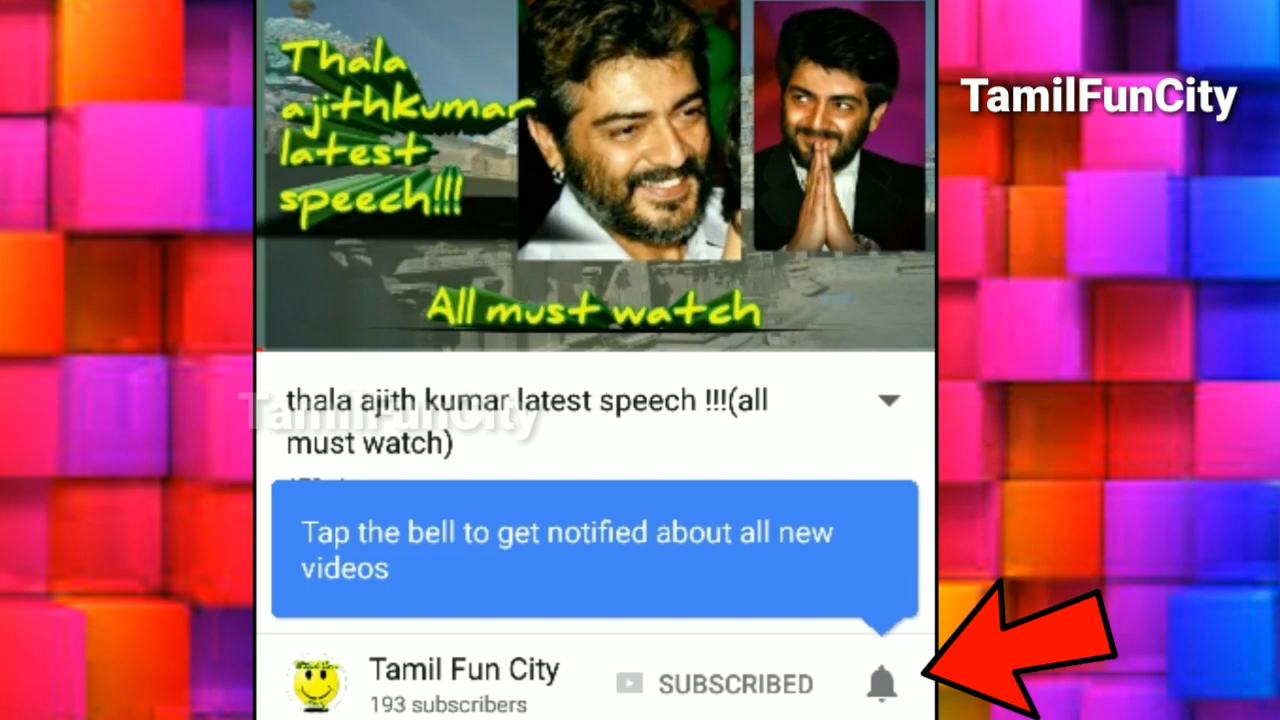 Thala
ajithkumar
latest
speech!!!
TamilFunCity
All must watch
thala ajith kumar latest speech !!!(all
must watch)
TamilFunCity
Tap the bell to get notified about all new
videos
Tamil Fun City
193 subscribers
SUBSCRIBED